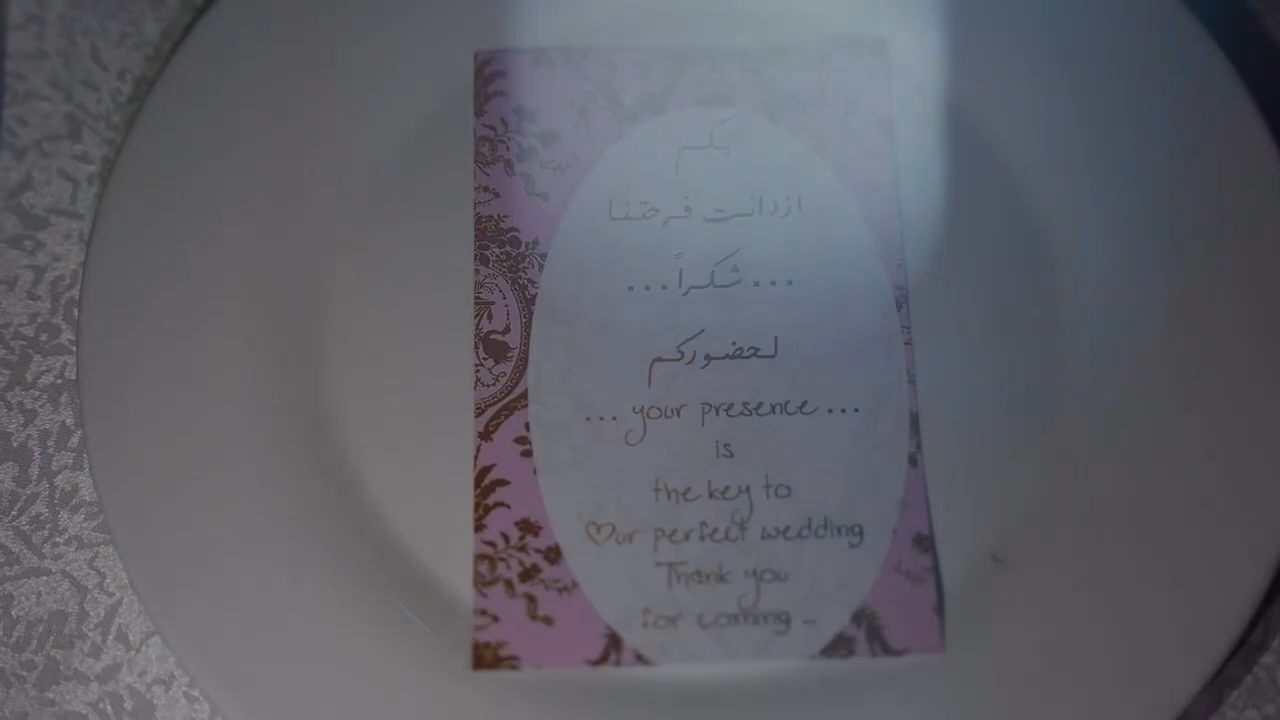 بكم
ازدانت فرحتنا
... شكراً ...
لحضوركم
... your presence ...
is
the key to
♡ur perfect wedding
Thank you
for coming ..